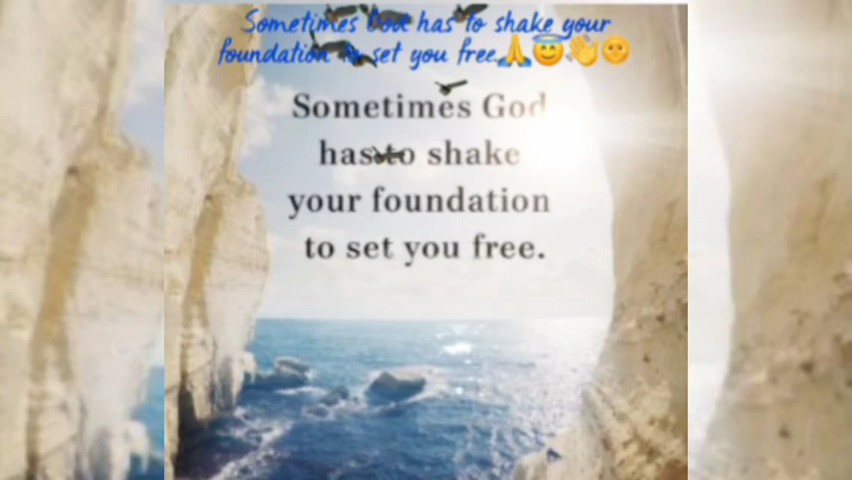 Sometimes God has to shake your
foundation to set you free.🙏😇👏🌞
Sometimes God
has to shake
your foundation
to set you free.